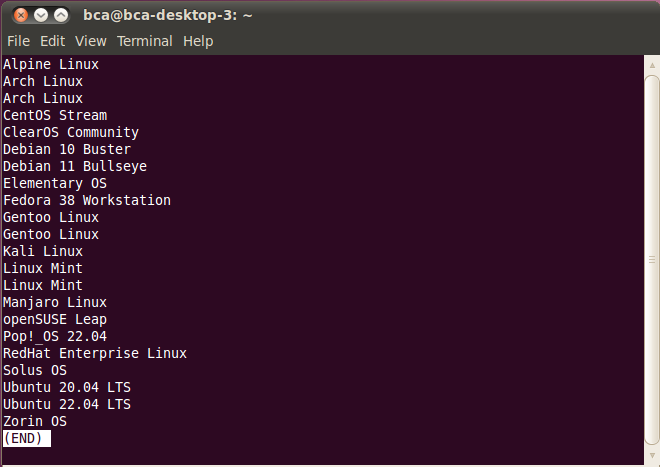 bca@bca-desktop-3: ~
File Edit View Terminal Help
Alpine Linux
Arch Linux
Arch Linux
CentOS Stream
ClearOS Community
Debian 10 Buster
Debian 11 Bullseye
Elementary OS
Fedora 38 Workstation
Gentoo Linux
Gentoo Linux
Kali Linux
Linux Mint
Linux Mint
Manjaro Linux
openSUSE Leap
Pop!_OS 22.04
RedHat Enterprise Linux
Solus OS
Ubuntu 20.04 LTS
Ubuntu 22.04 LTS
Zorin OS
(END)